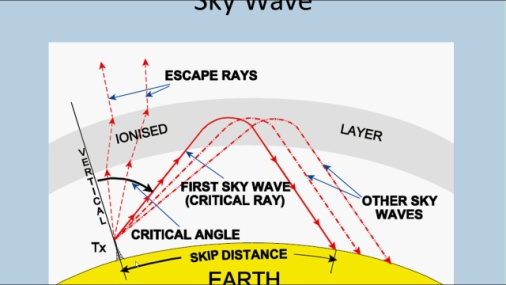 Sky Wave
ESCAPE RAYS
IONISED
LAYER
VERTICAL
FIRST SKY WAVE
(CRITICAL RAY)
OTHER SKY
WAVES
CRITICAL ANGLE
Tx
SKIP DISTANCE
EARTH